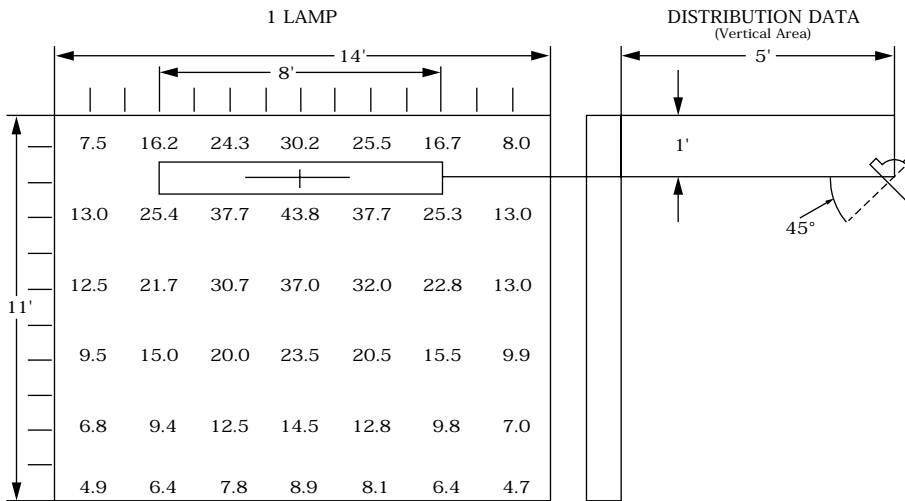 1 LAMP
DISTRIBUTION DATA
(Vertical Area)
14'
5'
8'
7.5 16.2 24.3 30.2 25.5 16.7 8.0
1'
13.0 25.4 37.7 43.8 37.7 25.3 13.0
45°
12.5 21.7 30.7 37.0 32.0 22.8 13.0
11'
9.5 15.0 20.0 23.5 20.5 15.5 9.9
6.8 9.4 12.5 14.5 12.8 9.8 7.0
4.9 6.4 7.8 8.9 8.1 6.4 4.7